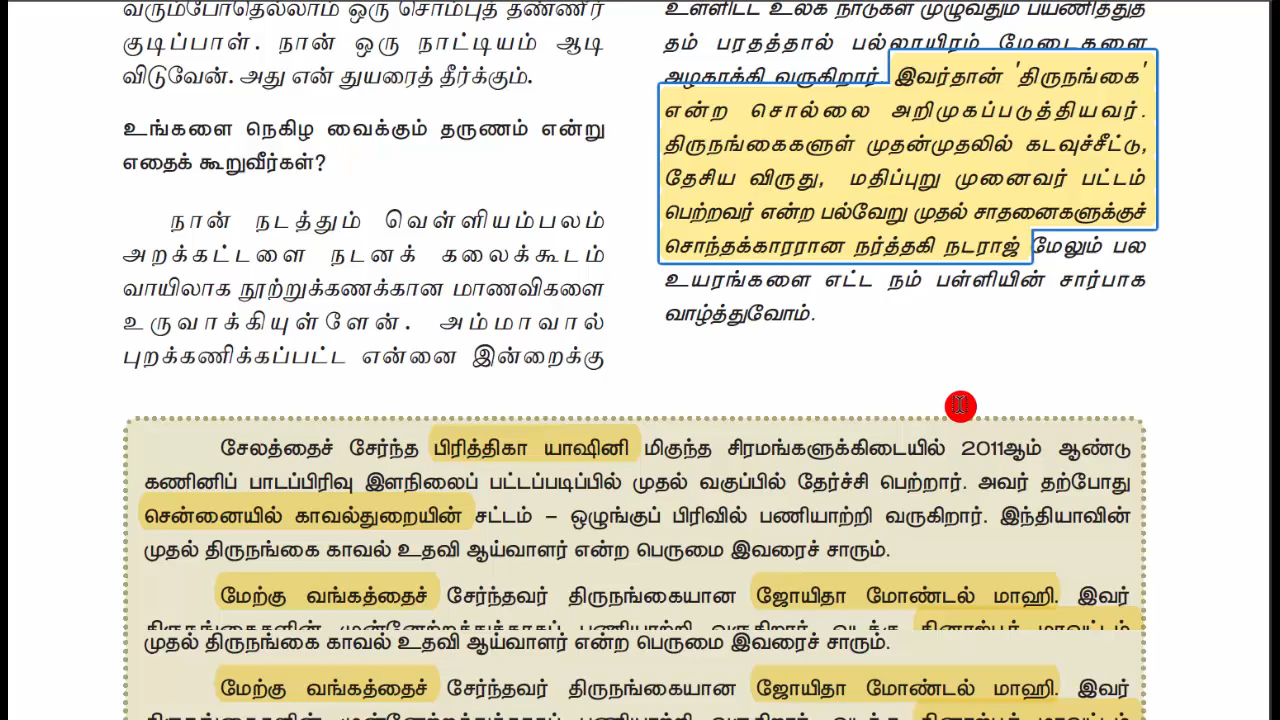 வரும்போதெல்லாம் ஒரு சொம்புத் தண்ணீர்
குடிப்பாள். நான் ஒரு நாட்டியம் ஆடி
விடுவேன். அது என் துயரைத் தீர்க்கும்.
உங்களை நெகிழ வைக்கும் தருணம் என்று
எதைக் கூறுவீர்கள்?
நான் நடத்தும் வெள்ளியம்பலம்
அறக்கட்டளை நடனக் கலைக்கூடம்
வாயிலாக நூற்றுக்கணக்கான மாணவிகளை
உருவாக்கியுள்ளேன். அம்மாவால்
புறக்கணிக்கப்பட்ட என்னை இன்றைக்கு
உள்ளிட்ட உலக நாடுகள் முழுவதும் பயணித்துத்
தம் பரதத்தால் பல்லாயிரம் மேடைகளை
அழகாக்கி வருகிறார். இவர்தான் 'திருநங்கை'
என்ற சொல்லை அறிமுகப்படுத்தியவர்.
திருநங்கைகளுள் முதன்முதலில் கடவுச்சீட்டு,
தேசிய விருது, மதிப்புறு முனைவர் பட்டம்
பெற்றவர் என்ற பல்வேறு முதல் சாதனைகளுக்குச்
சொந்தக்காரரான நர்த்தகி நடராஜ் மேலும் பல
உயரங்களை எட்ட நம் பள்ளியின் சார்பாக
வாழ்த்துவோம்.
சேலத்தைச் சேர்ந்த பிரித்திகா யாஷினி மிகுந்த சிரமங்களுக்கிடையில் 2011ஆம் ஆண்டு
கணினிப் பாடப்பிரிவு இளநிலைப் பட்டப்படிப்பில் முதல் வகுப்பில் தேர்ச்சி பெற்றார். அவர் தற்போது
சென்னையில் காவல்துறையின் சட்டம் – ஒழுங்குப் பிரிவில் பணியாற்றி வருகிறார். இந்தியாவின்
முதல் திருநங்கை காவல் உதவி ஆய்வாளர் என்ற பெருமை இவரைச் சாரும்.
மேற்கு வங்கத்தைச் சேர்ந்தவர் திருநங்கையான ஜோயிதா மோண்டல் மாஹி. இவர்
முதல் திருநங்கை காவல் உதவி ஆய்வாளர் என்ற பெருமை இவரைச் சாரும்.
மேற்கு வங்கத்தைச் சேர்ந்தவர் திருநங்கையான ஜோயிதா மோண்டல் மாஹி. இவர்